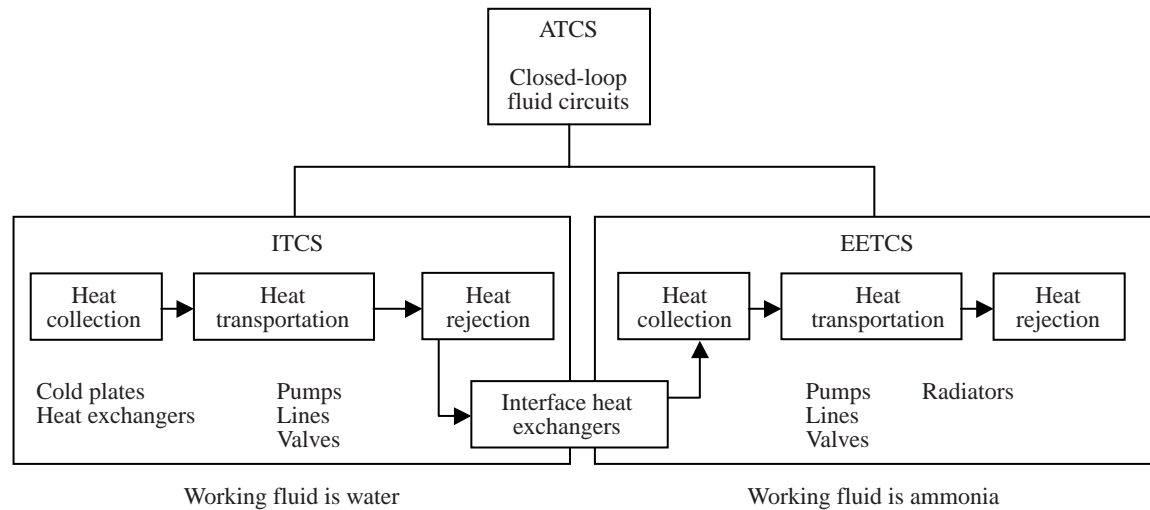 ATCS
Closed-loop
fluid circuits
ITCS
Heat
collection
Heat
transportation
Heat
rejection
Cold plates
Heat exchangers
Pumps
Lines
Valves
Interface heat
exchangers
EETCS
Heat
collection
Heat
transportation
Heat
rejection
Pumps
Lines
Valves
Radiators
Working fluid is water
Working fluid is ammonia